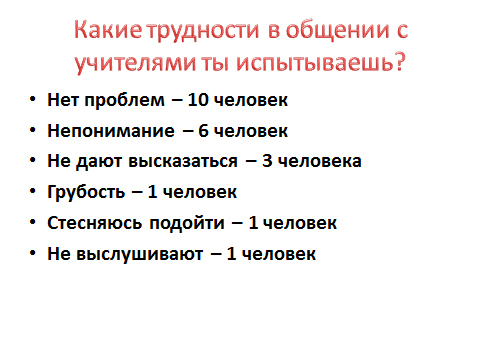 Какие трудности в общении с
учителями ты испытываешь?
• Нет проблем – 10 человек
• Непонимание – 6 человек
• Не дают высказаться – 3 человека
• Грубость – 1 человек
• Стесняюсь подойти – 1 человек
• Не выслушивают – 1 человек